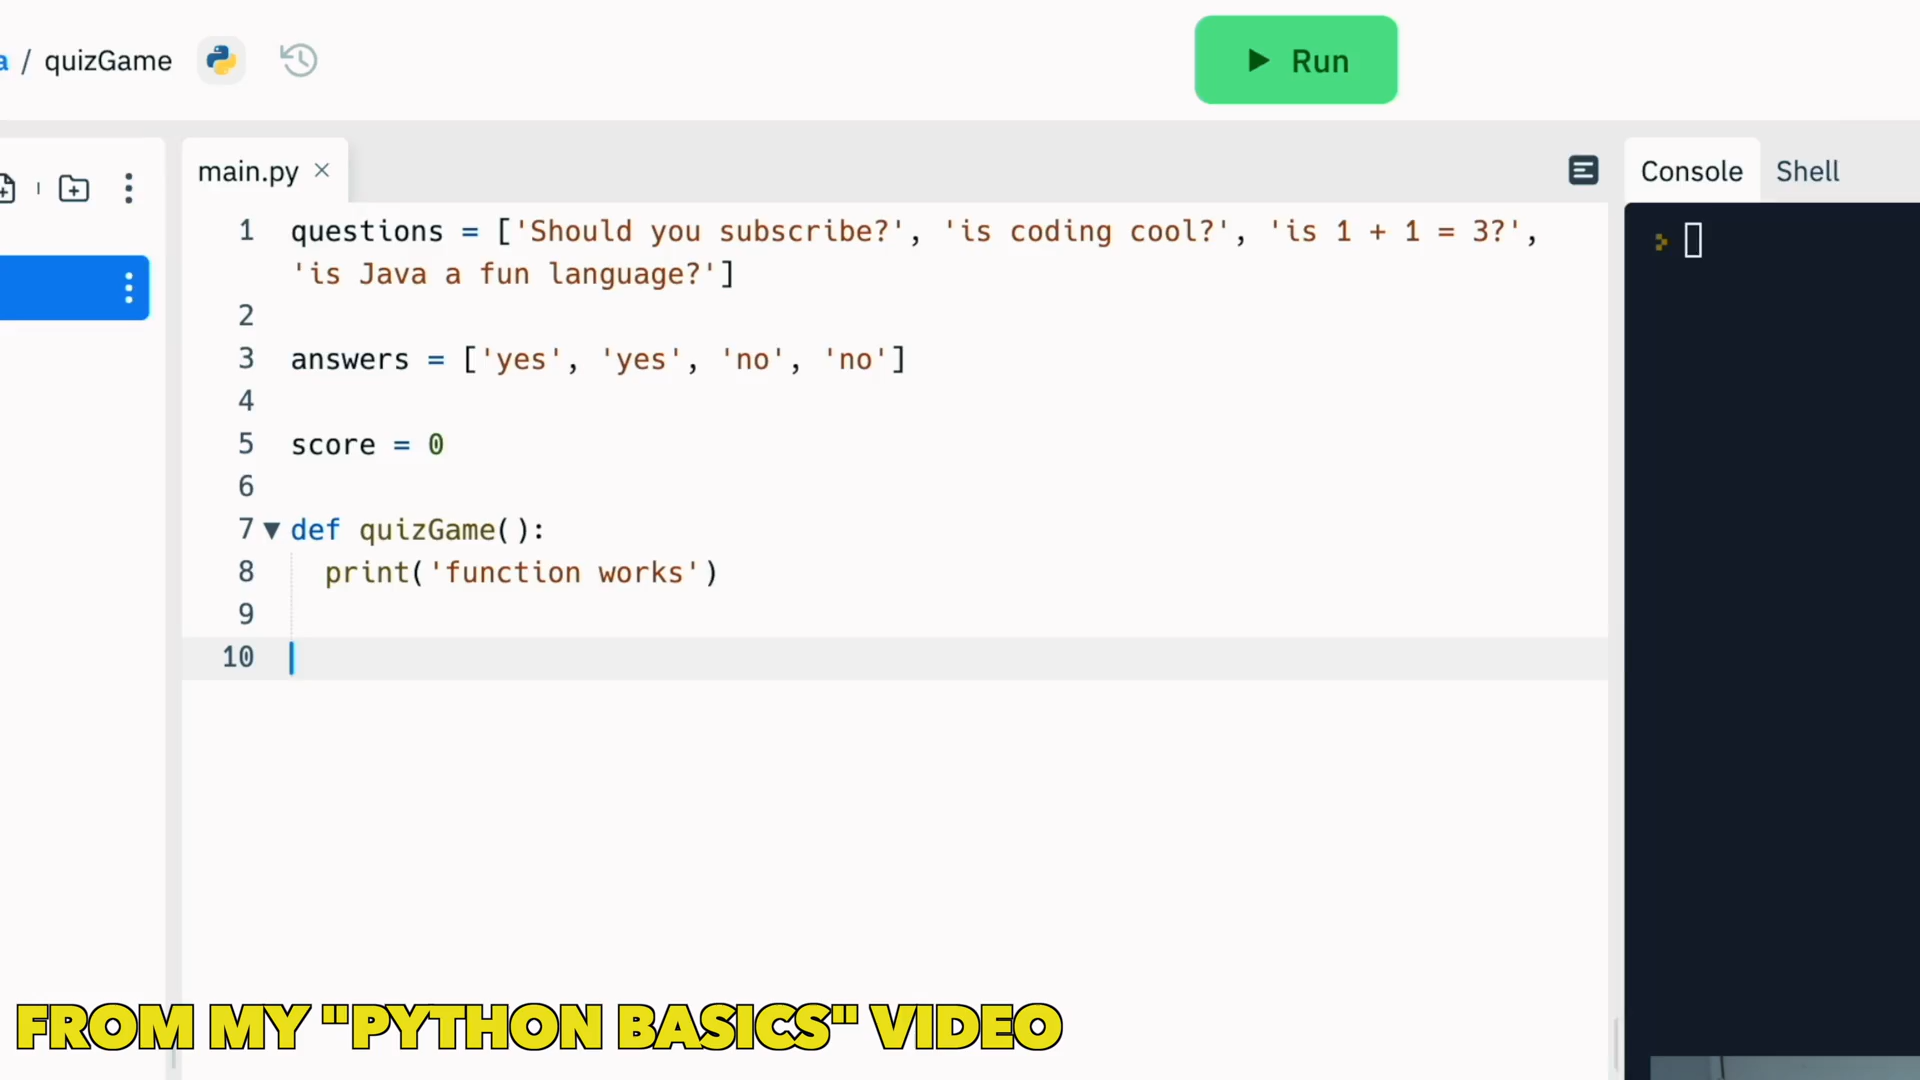 a / quizGame
Run
main.py
Console Shell
1 questions = ['Should you subscribe?', 'is coding cool?', 'is 1 + 1 = 3?',
'is Java a fun language?']
2
3 answers = ['yes', 'yes', 'no', 'no']
4
5 score = 0
6
7 def quizGame():
8 print('function works')
9
10
FROM MY "PYTHON BASICS" VIDEO